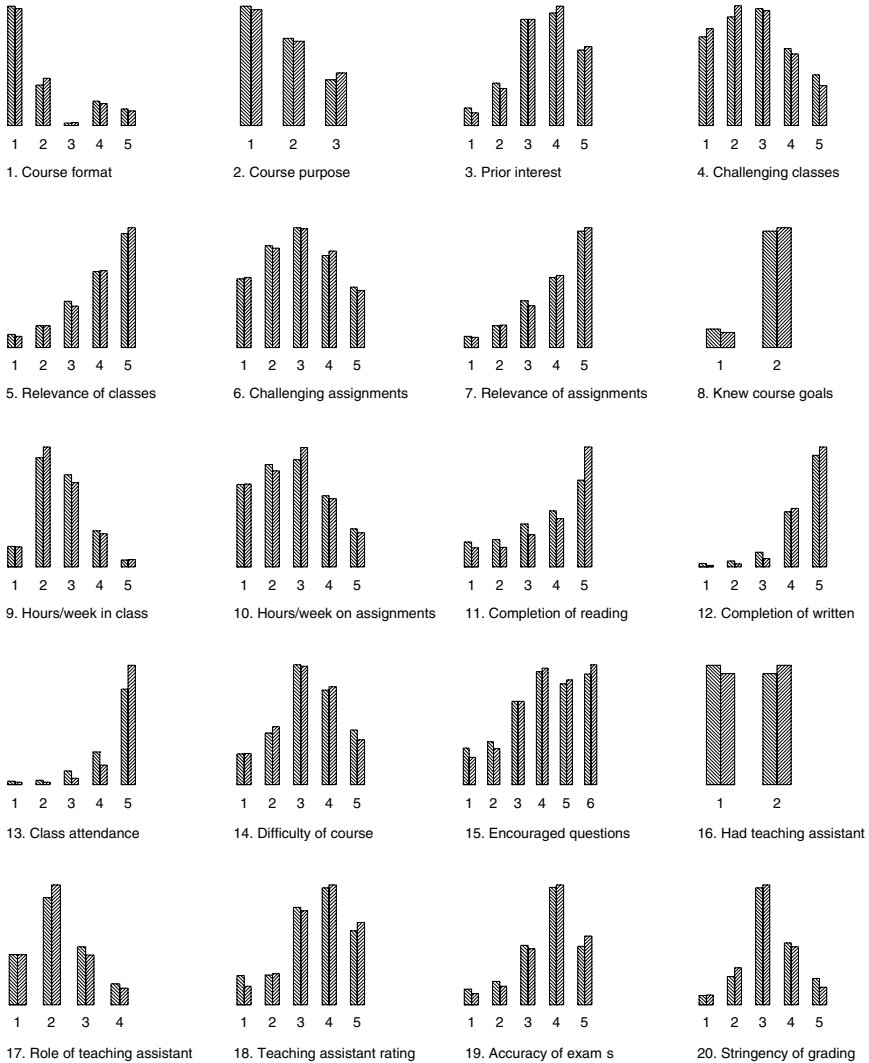 1 2 3 4 5
1 2 3
1 2 3 4 5
1 2 3 4 5
1. Course format
2. Course purpose
3. Prior interest
4. Challenging classes
1 2 3 4 5
1 2 3 4 5
1 2 3 4 5
1 2
5. Relevance of classes
6. Challenging assignments
7. Relevance of assignments
8. Knew course goals
1 2 3 4 5
1 2 3 4 5
1 2 3 4 5
1 2 3 4 5
9. Hours/week in class
10. Hours/week on assignments
11. Completion of reading
12. Completion of written
1 2 3 4 5
1 2 3 4 5
1 2 3 4 5 6
1 2
13. Class attendance
14. Difficulty of course
15. Encouraged questions
16. Had teaching assistant
1 2 3 4
1 2 3 4 5
1 2 3 4 5
1 2 3 4 5
17. Role of teaching assistant
18. Teaching assistant rating
19. Accuracy of exam s
20. Stringency of grading